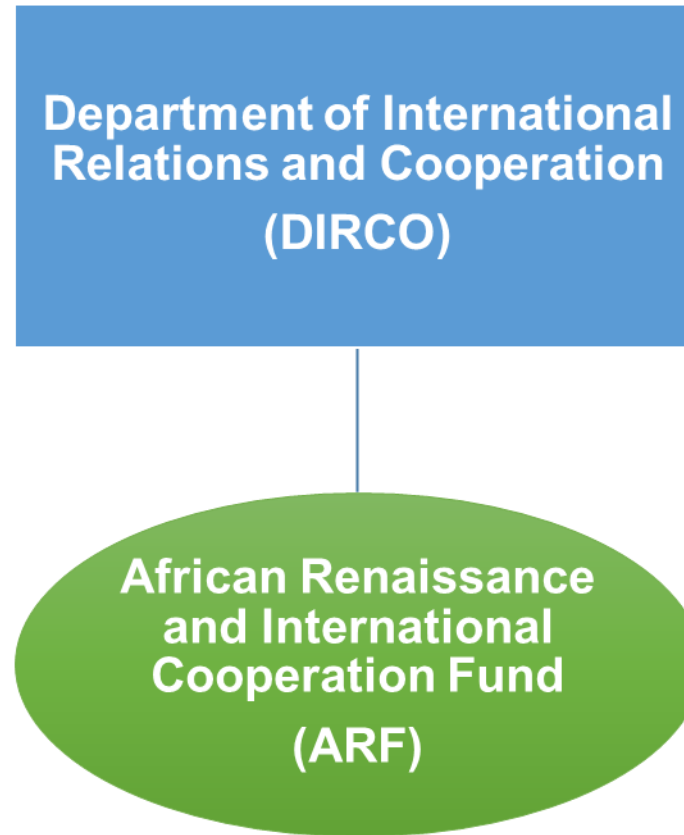 Department of International
Relations and Cooperation
(DIRCO)
African Renaissance
and International
Cooperation Fund
(ARF)